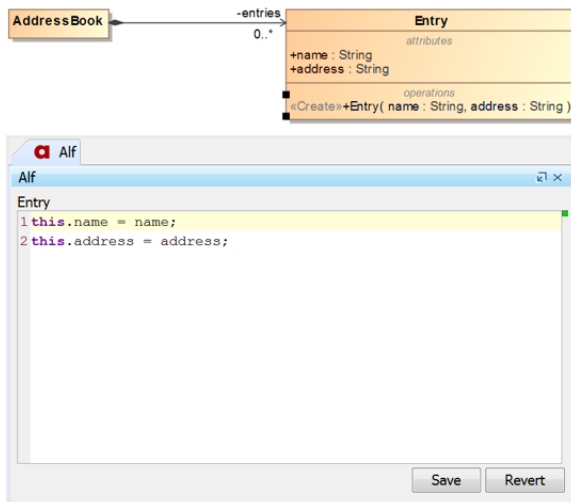 AddressBook
-entries
0..*
Entry
attributes
+name : String
+address : String
operations
«Create»+Entry( name : String, address : String )
a Alf
Alf
Entry
1 this.name = name;
2 this.address = address;
Save Revert